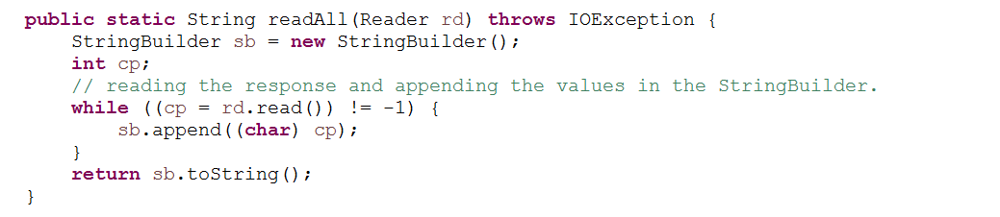 public static String readAll(Reader rd) throws IOException {
    StringBuilder sb = new StringBuilder();
    int cp;
    // reading the response and appending the values in the StringBuilder.
    while ((cp = rd.read()) != -1) {
        sb.append((char) cp);
    }
    return sb.toString();
}